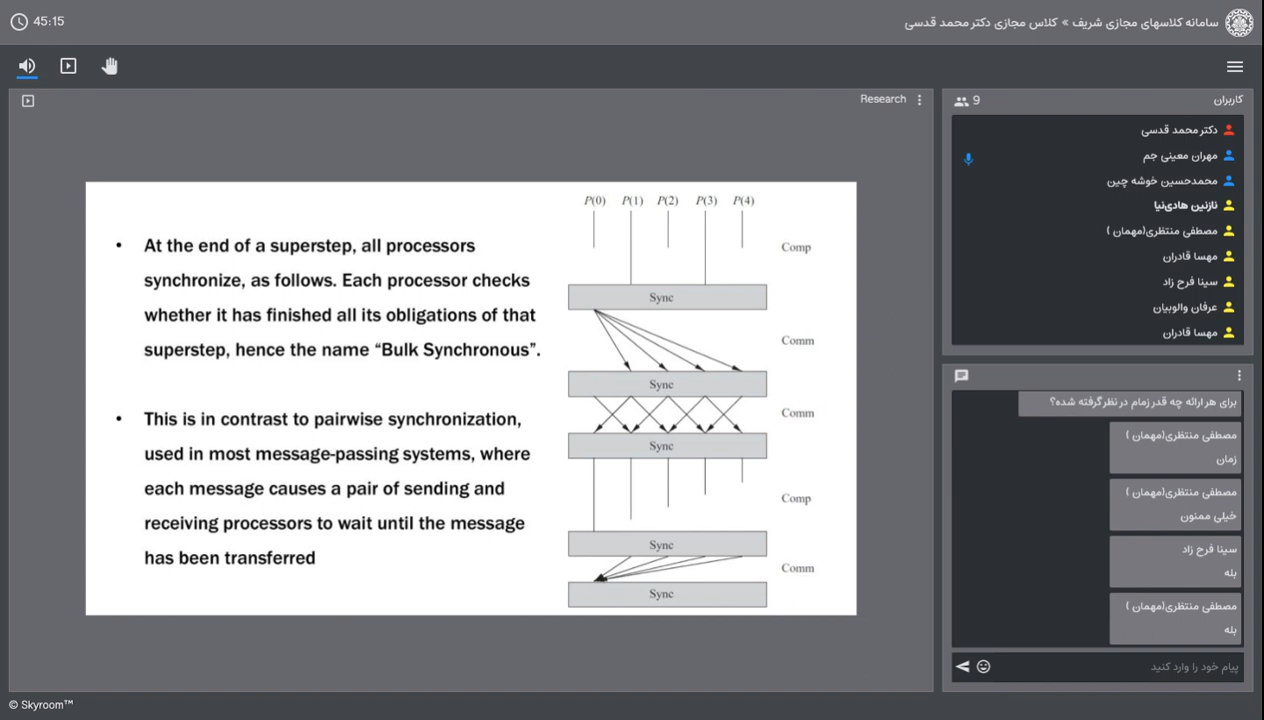 45:15
سامانه کلاسهای مجازی شریف » کلاس مجازی دکتر محمد قدسی
Research
At the end of a superstep, all processors
synchronize, as follows. Each processor checks
whether it has finished all its obligations of that
superstep, hence the name “Bulk Synchronous”.
This is in contrast to pairwise synchronization,
used in most message-passing systems, where
each message causes a pair of sending and
receiving processors to wait until the message
has been transferred
P(0) P(1) P(2) P(3) P(4)
Comp
Sync
Comm
Sync
Comm
Sync
Comp
Sync
Comm
Sync
کاربران
9
دکتر محمد قدسی
مهران معینی جم
محمدحسین خوشه چین
نازنین هادی‌نیا
مصطفی منتظری(مهمان )
مهسا قادران
سینا فرح زاد
عرفان والوییان
مهسا قادران
برای هر ارائه چه قدر زمام در نظر گرفته شده؟
مصطفی منتظری(مهمان )
زمان
مصطفی منتظری(مهمان )
خیلی ممنون
سینا فرح زاد
بله
مصطفی منتظری(مهمان )
بله
پیام خود را وارد کنید
© Skyroom™